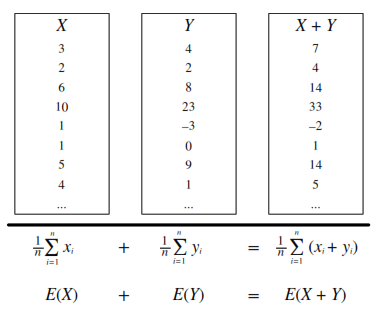 X Y X + Y
3 4 7
2 2 4
6 8 14
10 23 33
1 –3 –2
1 0 1
5 9 14
4 1 5
... ... ...
1/n ∑_{i=1}^{n} x_i + 1/n ∑_{i=1}^{n} y_i = 1/n ∑_{i=1}^{n} (x_i + y_i)
E(X) + E(Y) = E(X + Y)